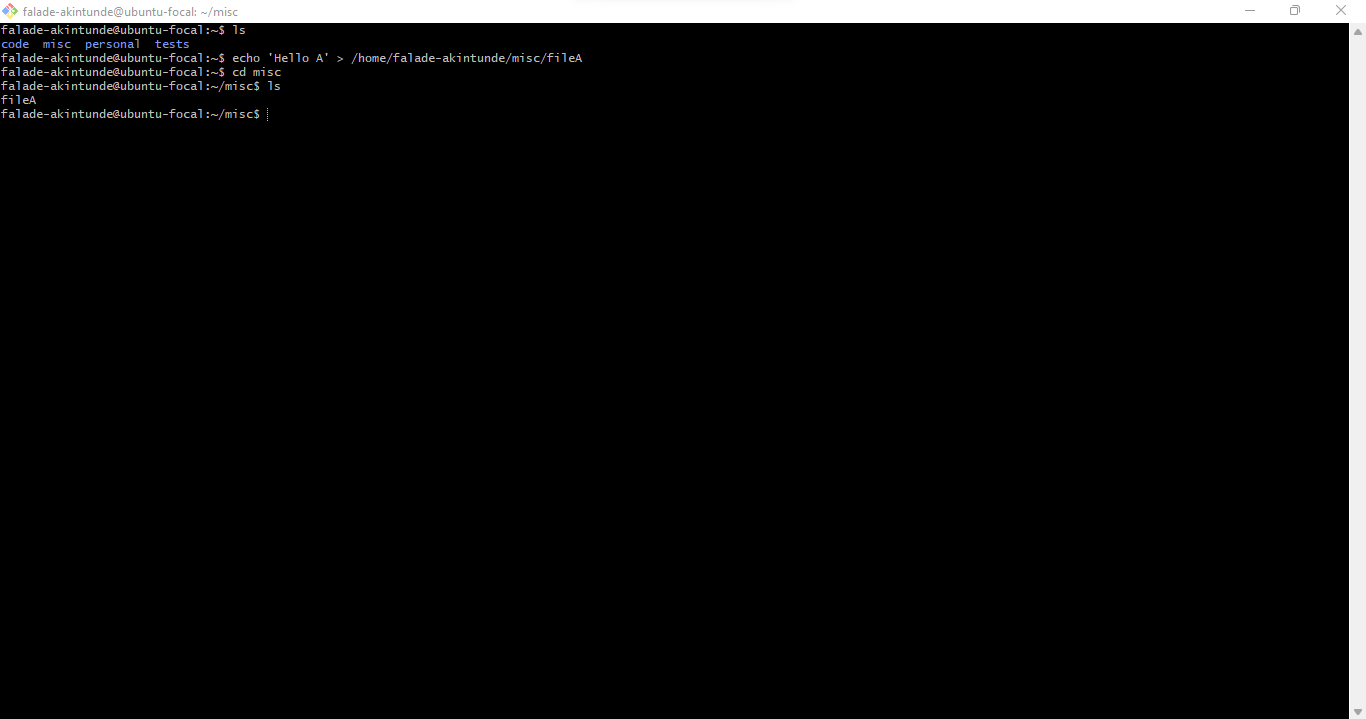 falade-akintunde@ubuntu-focal: ~/misc
falade-akintunde@ubuntu-focal:~$ ls
code  misc  personal  tests
falade-akintunde@ubuntu-focal:~$ echo 'Hello A' > /home/falade-akintunde/misc/fileA
falade-akintunde@ubuntu-focal:~$ cd misc
falade-akintunde@ubuntu-focal:~/misc$ ls
fileA
falade-akintunde@ubuntu-focal:~/misc$